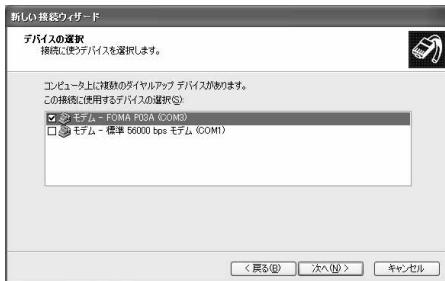 新しい接続ウィザード
デバイスの選択
接続に使うデバイスを選択します。
コンピュータ上に複数のダイヤルアップ デバイスがあります。
この接続に使用するデバイスの選択(S):
モデム - FOMA P03A (COM3)
モデム - 標準 56000 bps モデム (COM1)
< 戻る(B)
次へ(N) >
キャンセル